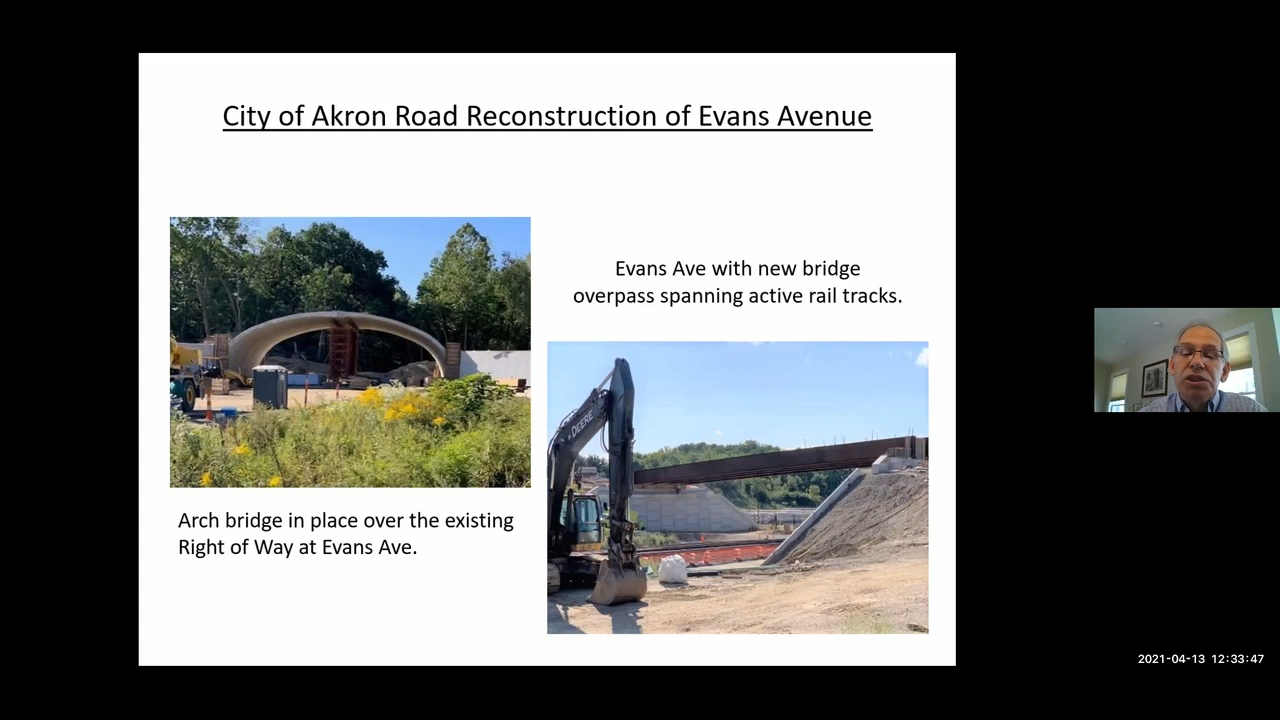 City of Akron Road Reconstruction of Evans Avenue
Evans Ave with new bridge
overpass spanning active rail tracks.
DEERE
Arch bridge in place over the existing
Right of Way at Evans Ave.
2021-04-13 12:33:47